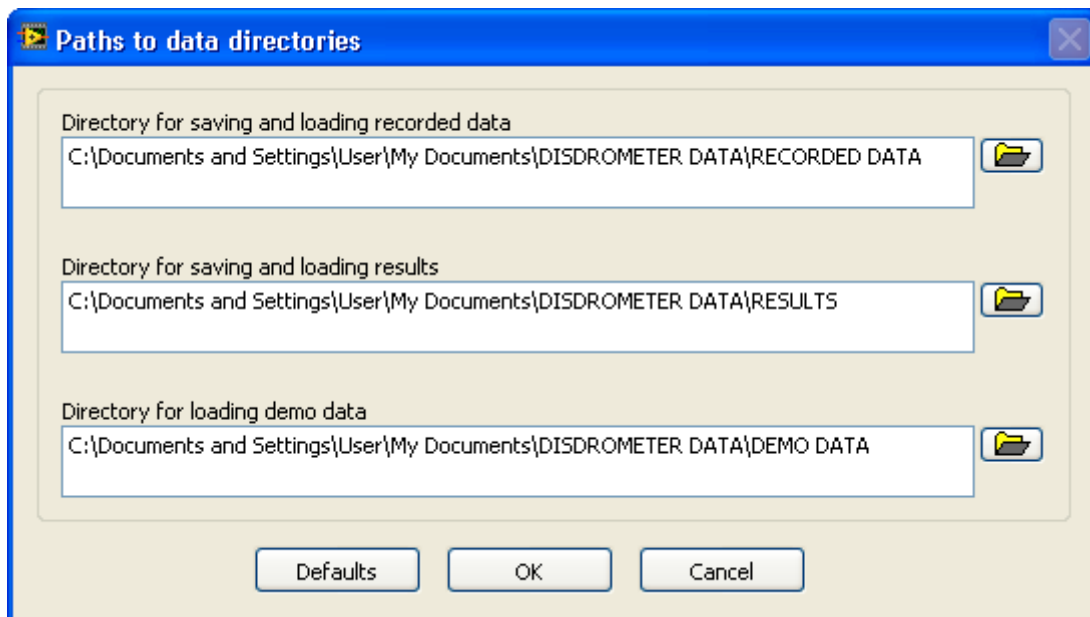 Paths to data directories
Directory for saving and loading recorded data
C:\Documents and Settings\User\My Documents\DISDROMETER DATA\RECORDED DATA
Directory for saving and loading results
C:\Documents and Settings\User\My Documents\DISDROMETER DATA\RESULTS
Directory for loading demo data
C:\Documents and Settings\User\My Documents\DISDROMETER DATA\DEMO DATA
Defaults OK Cancel